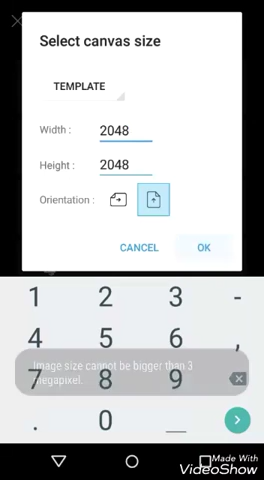 Select canvas size
TEMPLATE
Width :
2048
Height :
2048
Orientation :
CANCEL
OK
1 2 3 -
4 5 6 ,
Image size cannot be bigger than 3
megapixel.
7 8 9
. 0 _
Made With
VideoShow